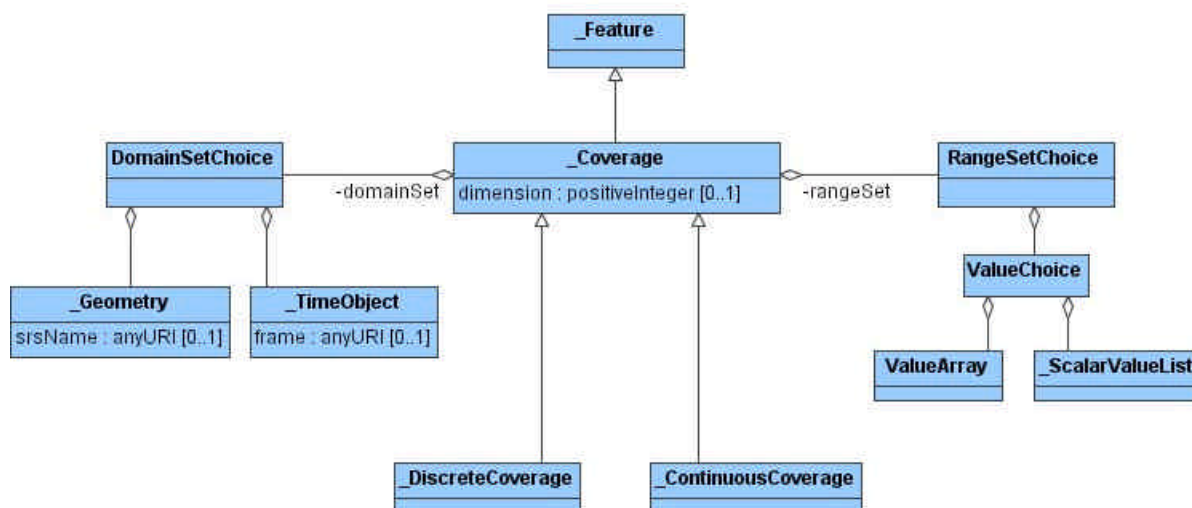 _Feature
DomainSetChoice
_Coverage
RangeSetChoice
-domainSet
dimension : positiveInteger [0..1]
-rangeSet
ValueChoice
_Geometry
_TimeObject
srsName : anyURI [0..1]
frame : anyURI [0..1]
ValueArray
_ScalarValueList
_DiscreteCoverage
_ContinuousCoverage